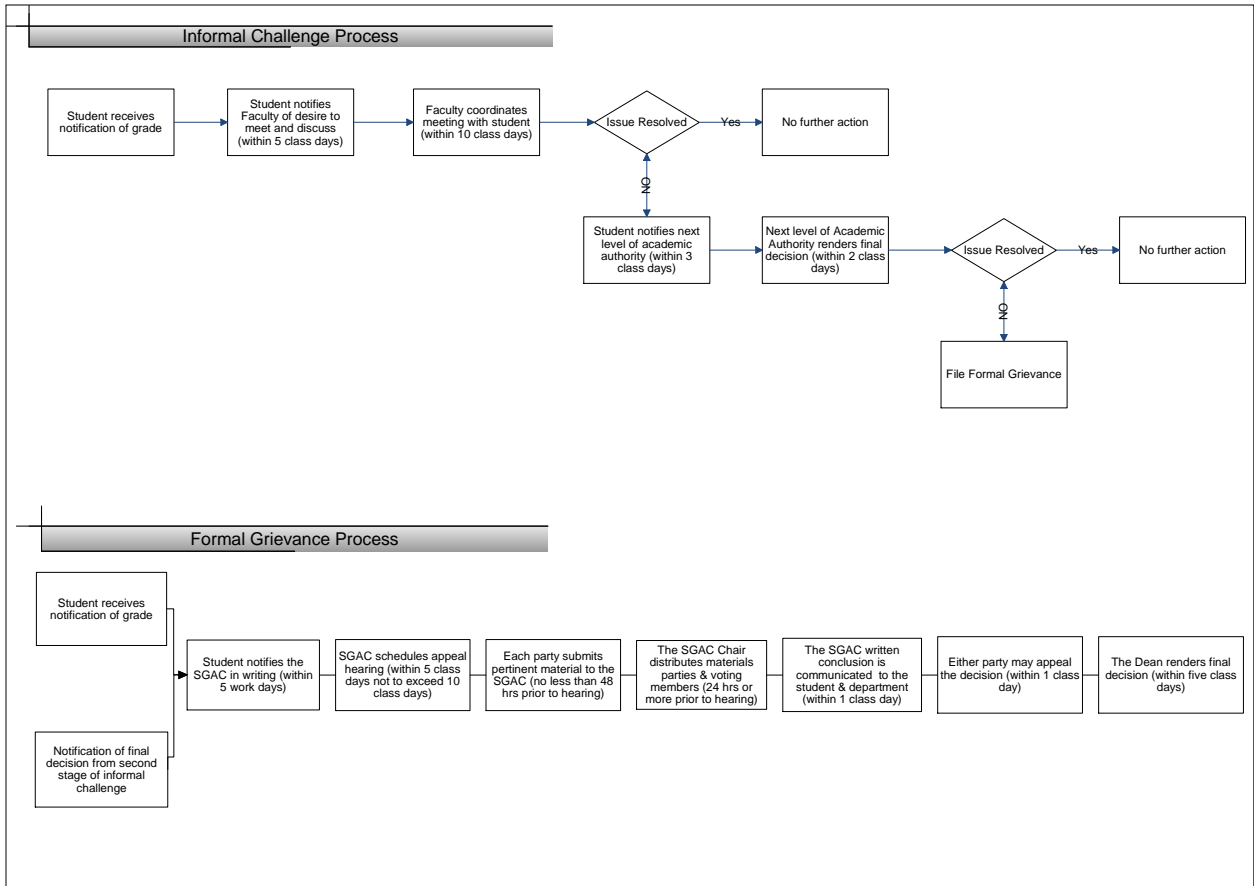 Informal Challenge Process
Student receives
notification of grade
Student notifies
Faculty of desire to
meet and discuss
(within 5 class days)
Faculty coordinates
meeting with student
(within 10 class days)
Issue Resolved
Yes
No further action
NO
Student notifies next
level of academic
authority (within 3
class days)
Next level of Academic
Authority renders final
decision (within 2 class
days)
Issue Resolved
Yes
No further action
NO
File Formal Grievance
Formal Grievance Process
Student receives
notification of grade
Notification of final
decision from second
stage of informal
challenge
Student notifies the
SGAC in writing (within
5 work days)
SGAC schedules appeal
hearing (within 5 class
days not to exceed 10
class days)
Each party submits
pertinent material to the
SGAC (no less than 48
hrs prior to hearing)
The SGAC Chair
distributes materials
parties & voting
members (24 hrs or
more prior to hearing)
The SGAC written
conclusion is
communicated to the
student & department
(within 1 class day)
Either party may appeal
the decision (within 1 class
day)
The Dean renders final
decision (within five class
days)